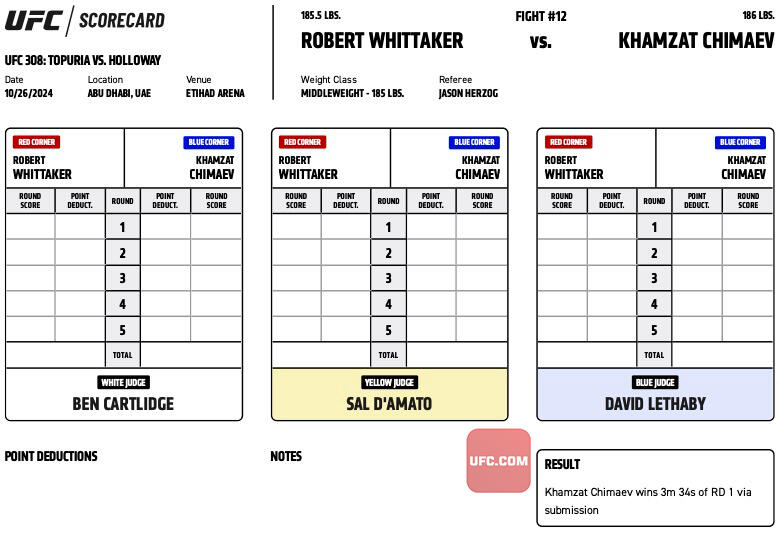 UFC SCORECARD
UFC 308: TOPURIA VS. HOLLOWAY
Date Location Venue
10/26/2024 ABU DHABI, UAE ETIHAD ARENA
185.5 LBS. FIGHT #12 186 LBS.
ROBERT WHITTAKER vs. KHAMZAT CHIMAEV
Weight Class Referee
MIDDLEWEIGHT - 185 LBS. JASON HERZOG
RED CORNER BLUE CORNER
ROBERT KHAMZAT
WHITTAKER CHIMAEV
ROUND SCORE POINT DEDUCT. ROUND POINT DEDUCT. ROUND SCORE
1
2
3
4
5
TOTAL
WHITE JUDGE
BEN CARTLIDGE
RED CORNER BLUE CORNER
ROBERT KHAMZAT
WHITTAKER CHIMAEV
ROUND SCORE POINT DEDUCT. ROUND POINT DEDUCT. ROUND SCORE
1
2
3
4
5
TOTAL
YELLOW JUDGE
SAL D'AMATO
RED CORNER BLUE CORNER
ROBERT KHAMZAT
WHITTAKER CHIMAEV
ROUND SCORE POINT DEDUCT. ROUND POINT DEDUCT. ROUND SCORE
1
2
3
4
5
TOTAL
BLUE JUDGE
DAVID LETHABY
POINT DEDUCTIONS
NOTES
UFC.COM
RESULT
Khamzat Chimaev wins 3m 34s of RD 1 via
submission